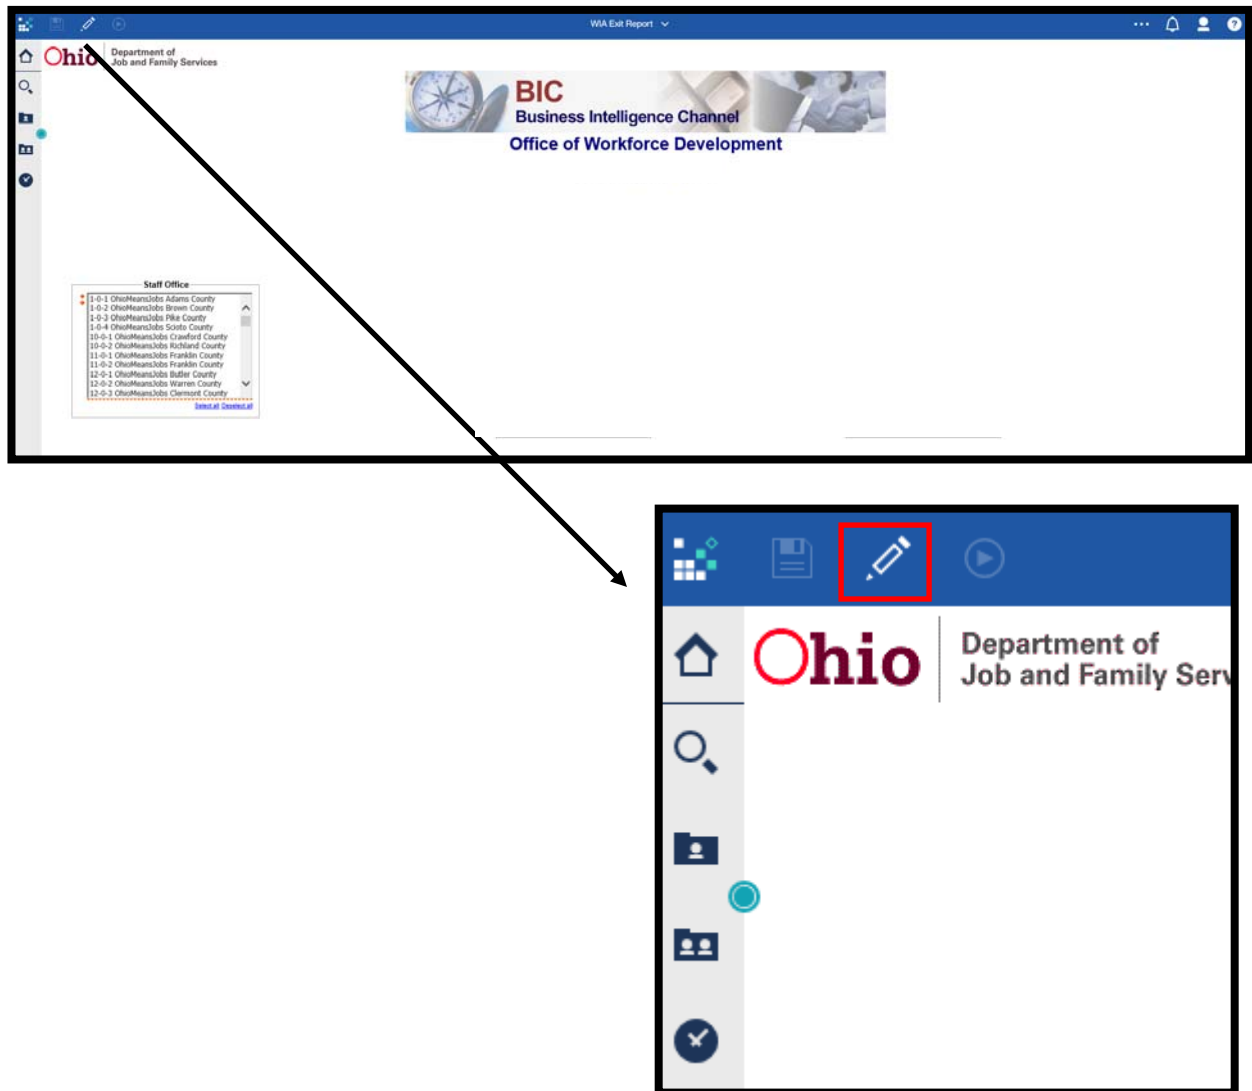 WIA Exit Report
Ohio
Department of
Job and Family Services
BIC
Business Intelligence Channel
Office of Workforce Development
Staff Office
1-0-1 OhioMeansJobs Adams County
1-0-2 OhioMeansJobs Brown County
1-0-3 OhioMeansJobs Pike County
1-0-4 OhioMeansJobs Scioto County
10-0-1 OhioMeansJobs Crawford County
10-0-2 OhioMeansJobs Richland County
11-0-1 OhioMeansJobs Franklin County
11-0-2 OhioMeansJobs Franklin County
12-0-1 OhioMeansJobs Butler County
12-0-2 OhioMeansJobs Warren County
12-0-3 OhioMeansJobs Clermont County
Select all Deselect all
Ohio
Department of
Job and Family Serv